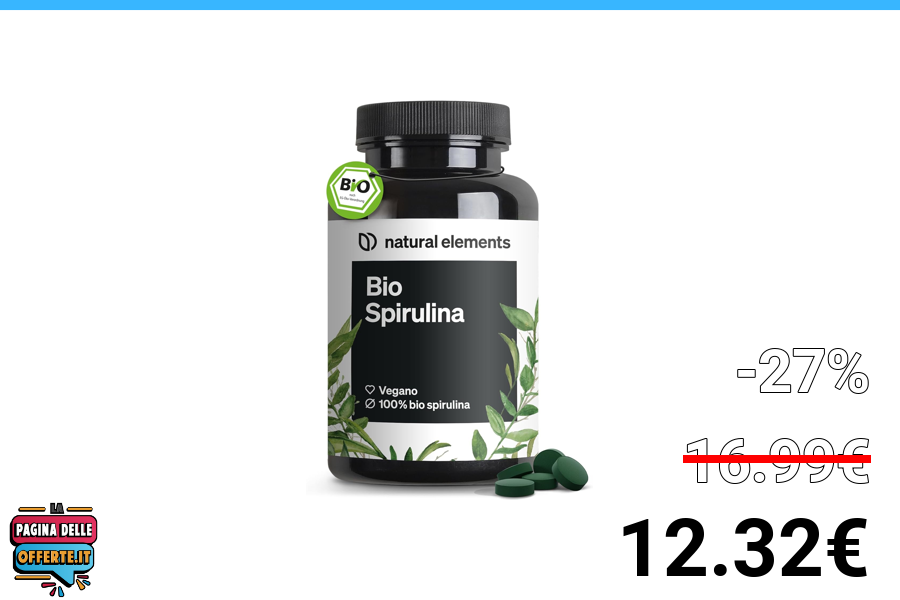 BiO
natural elements
Bio
Spirulina
Vegano
100% bio spirulina
-27%
16.99€
12.32€
LA
PAGINA DELLE
OFFERTE.IT